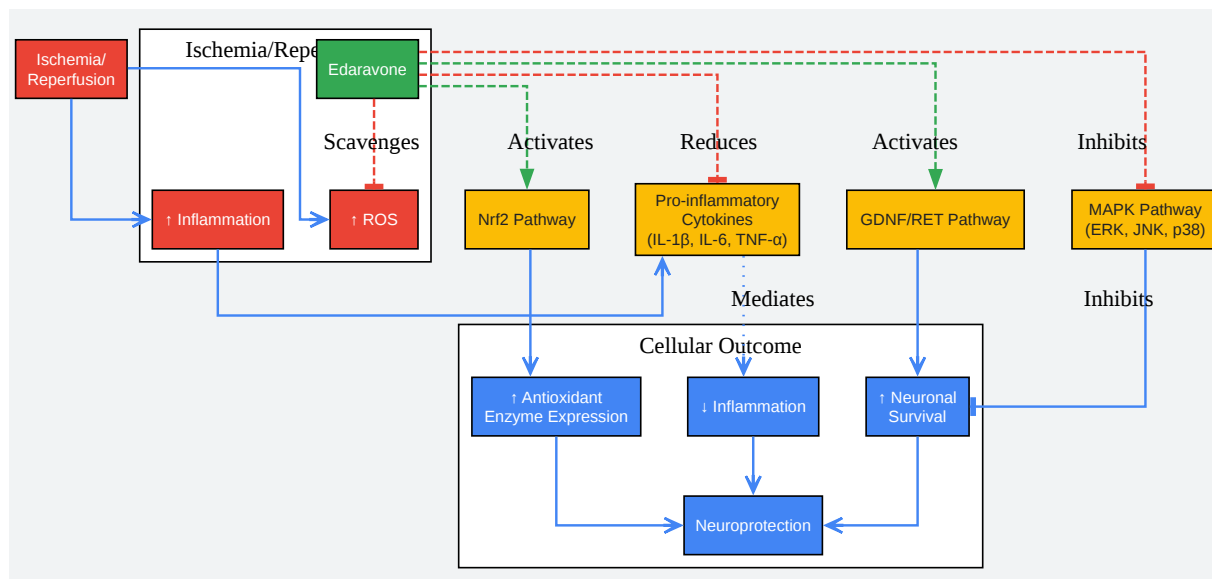 Ischemia/
Reperfusion
Ischemia/Repe
Edaravone
Scavenges
Activates
Reduces
Activates
Inhibits
↑ Inflammation
↑ ROS
Nrf2 Pathway
Pro-inflammatory
Cytokines
(IL-1β, IL-6, TNF-α)
GDNF/RET Pathway
MAPK Pathway
(ERK, JNK, p38)
Mediates
Inhibits
Cellular Outcome
↑ Antioxidant
Enzyme Expression
↓ Inflammation
↑ Neuronal
Survival
Neuroprotection